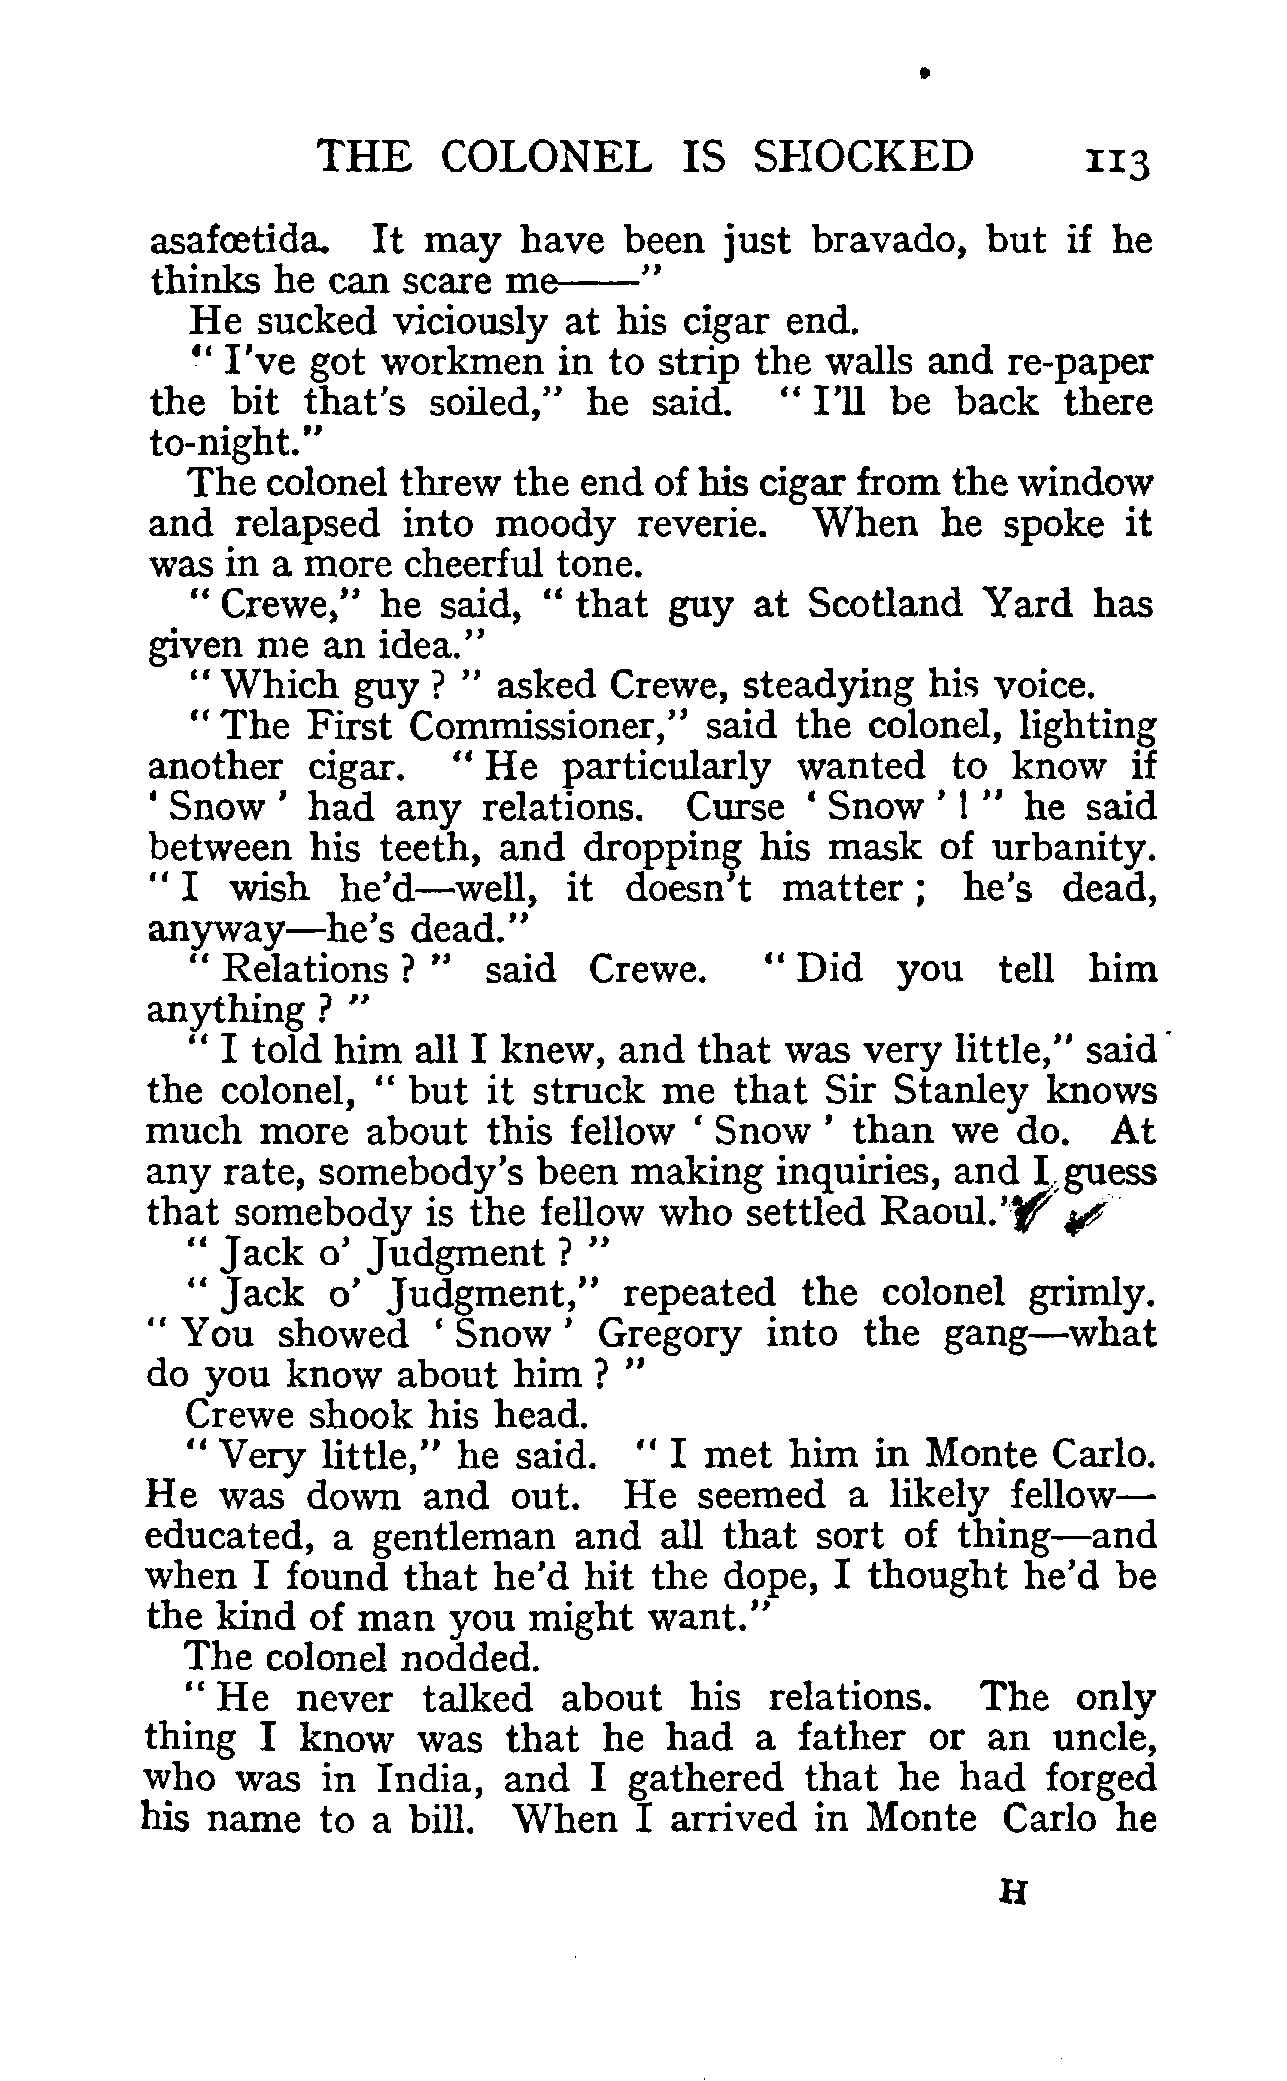 THE COLONEL IS SHOCKED 113
asafœtida. It may have been just bravado, but if he
thinks he can scare me——"
He sucked viciously at his cigar end.
" I've got workmen in to strip the walls and re-paper
the bit that's soiled," he said. " I'll be back there
to-night."
The colonel threw the end of his cigar from the window
and relapsed into moody reverie. When he spoke it
was in a more cheerful tone.
" Crewe," he said, " that guy at Scotland Yard has
given me an idea."
" Which guy ? " asked Crewe, steadying his voice.
" The First Commissioner," said the colonel, lighting
another cigar. " He particularly wanted to know if
' Snow ' had any relations. Curse ' Snow ' ! " he said
between his teeth, and dropping his mask of urbanity.
" I wish he'd—well, it doesn't matter ; he's dead,
anyway—he's dead."
" Relations ? " said Crewe. " Did you tell him
anything ? "
" I told him all I knew, and that was very little," said
the colonel, " but it struck me that Sir Stanley knows
much more about this fellow ' Snow ' than we do. At
any rate, somebody's been making inquiries, and I guess
that somebody is the fellow who settled Raoul."
" Jack o' Judgment ? "
" Jack o' Judgment," repeated the colonel grimly.
" You showed ' Snow ' Gregory into the gang—what
do you know about him ? "
Crewe shook his head.
" Very little," he said. " I met him in Monte Carlo.
He was down and out. He seemed a likely fellow—
educated, a gentleman and all that sort of thing—and
when I found that he'd hit the dope, I thought he'd be
the kind of man you might want."
The colonel nodded.
" He never talked about his relations. The only
thing I know was that he had a father or an uncle,
who was in India, and I gathered that he had forged
his name to a bill. When I arrived in Monte Carlo he
H